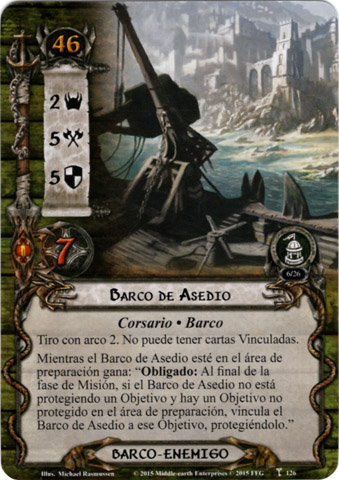 46
2
5
5
7
6/26
Barco de Asedio
Corsario • Barco
Tiro con arco 2. No puede tener cartas Vinculadas.
Mientras el Barco de Asedio esté en el área de
preparación gana: “Obligado: Al final de la
fase de Misión, si el Barco de Asedio no está
protegiendo un Objetivo y hay un Objetivo no
protegido en el área de preparación, vincula el
Barco de Asedio a ese Objetivo, protegiéndolo.”
BARCO-ENEMIGO
Illus. Michael Rasmussen © 2015 Middle-earth Enterprises © 2015 FFG 126